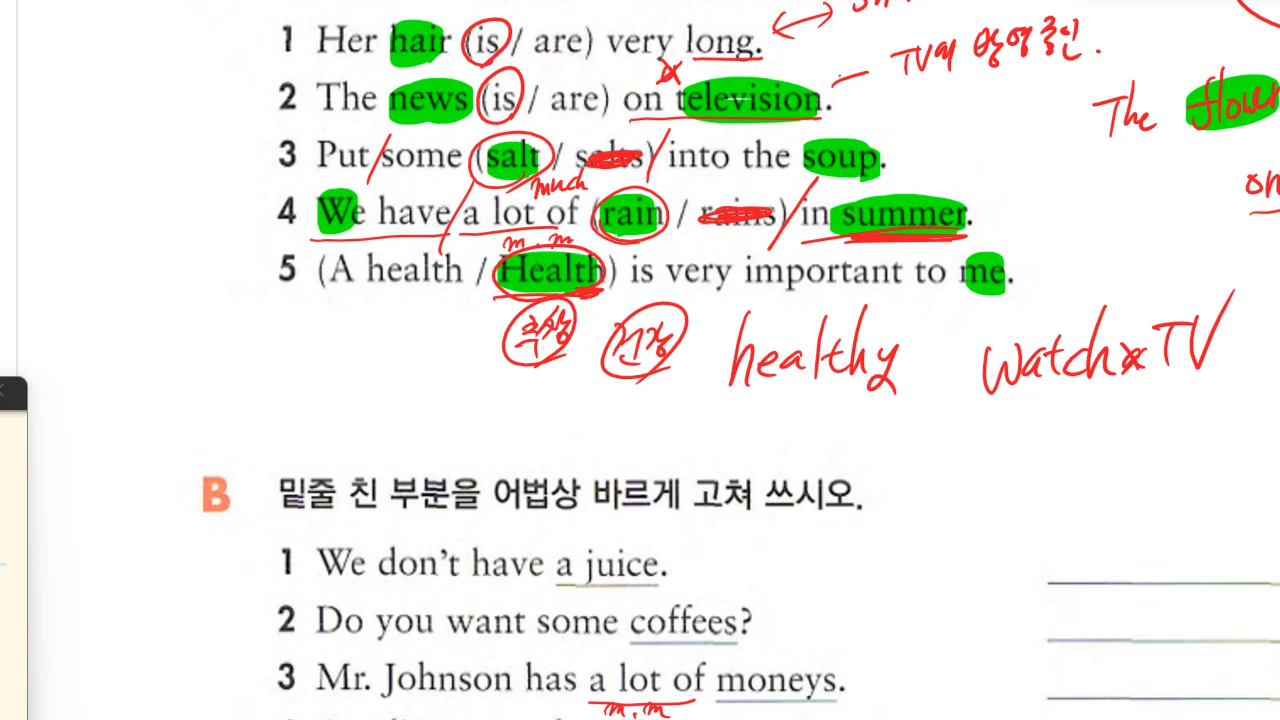 1 Her hair (is / are) very long.
TV에 방영 중인.
2 The news (is / are) on television.
The flower
3 Put some (salt / salts) into the soup.
much
on
4 We have a lot of (rain / rains) in summer.
m.m
5 (A health / Health) is very important to me.
추상 건강 healthy watch TV
B 밑줄 친 부분을 어법상 바르게 고쳐 쓰시오.
1 We don't have a juice.
2 Do you want some coffees?
3 Mr. Johnson has a lot of moneys.
m.m